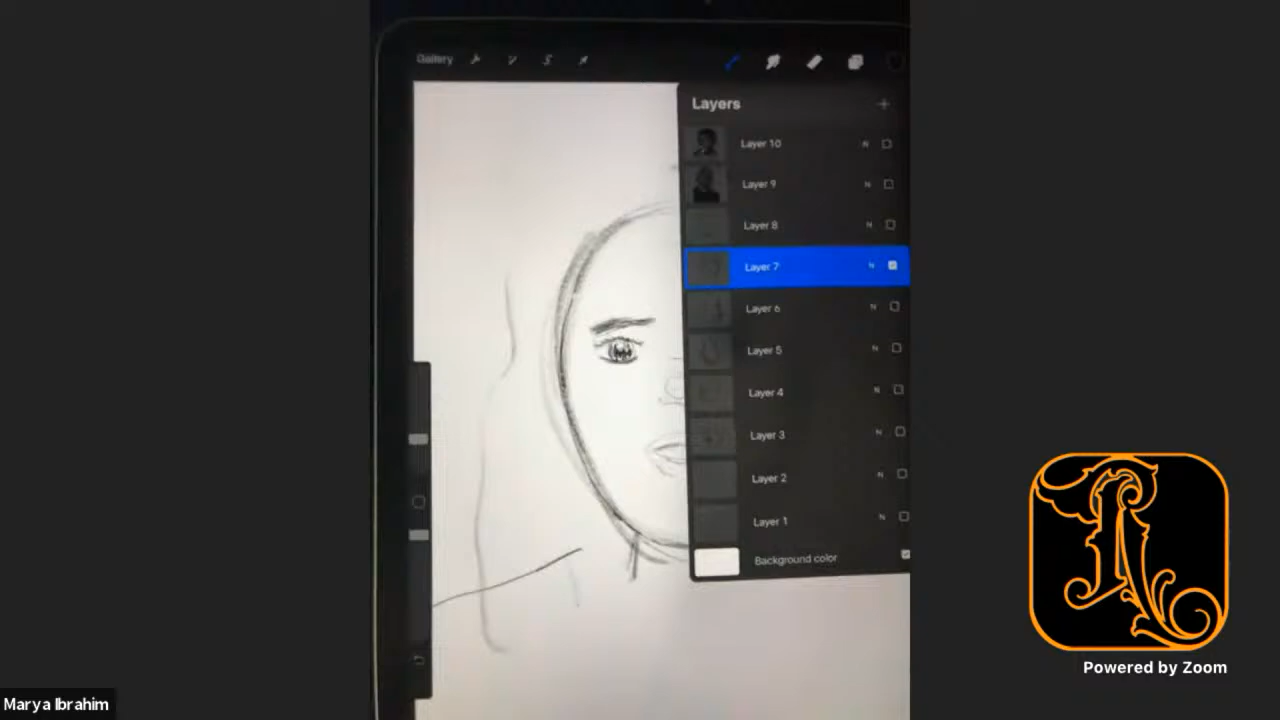 Gallery
Layers
Layer 10 N
Layer 9 N
Layer 8 N
Layer 7 N
Layer 6 N
Layer 5 N
Layer 4 N
Layer 3 N
Layer 2 N
Layer 1 N
Background color
Powered by Zoom
Marya Ibrahim